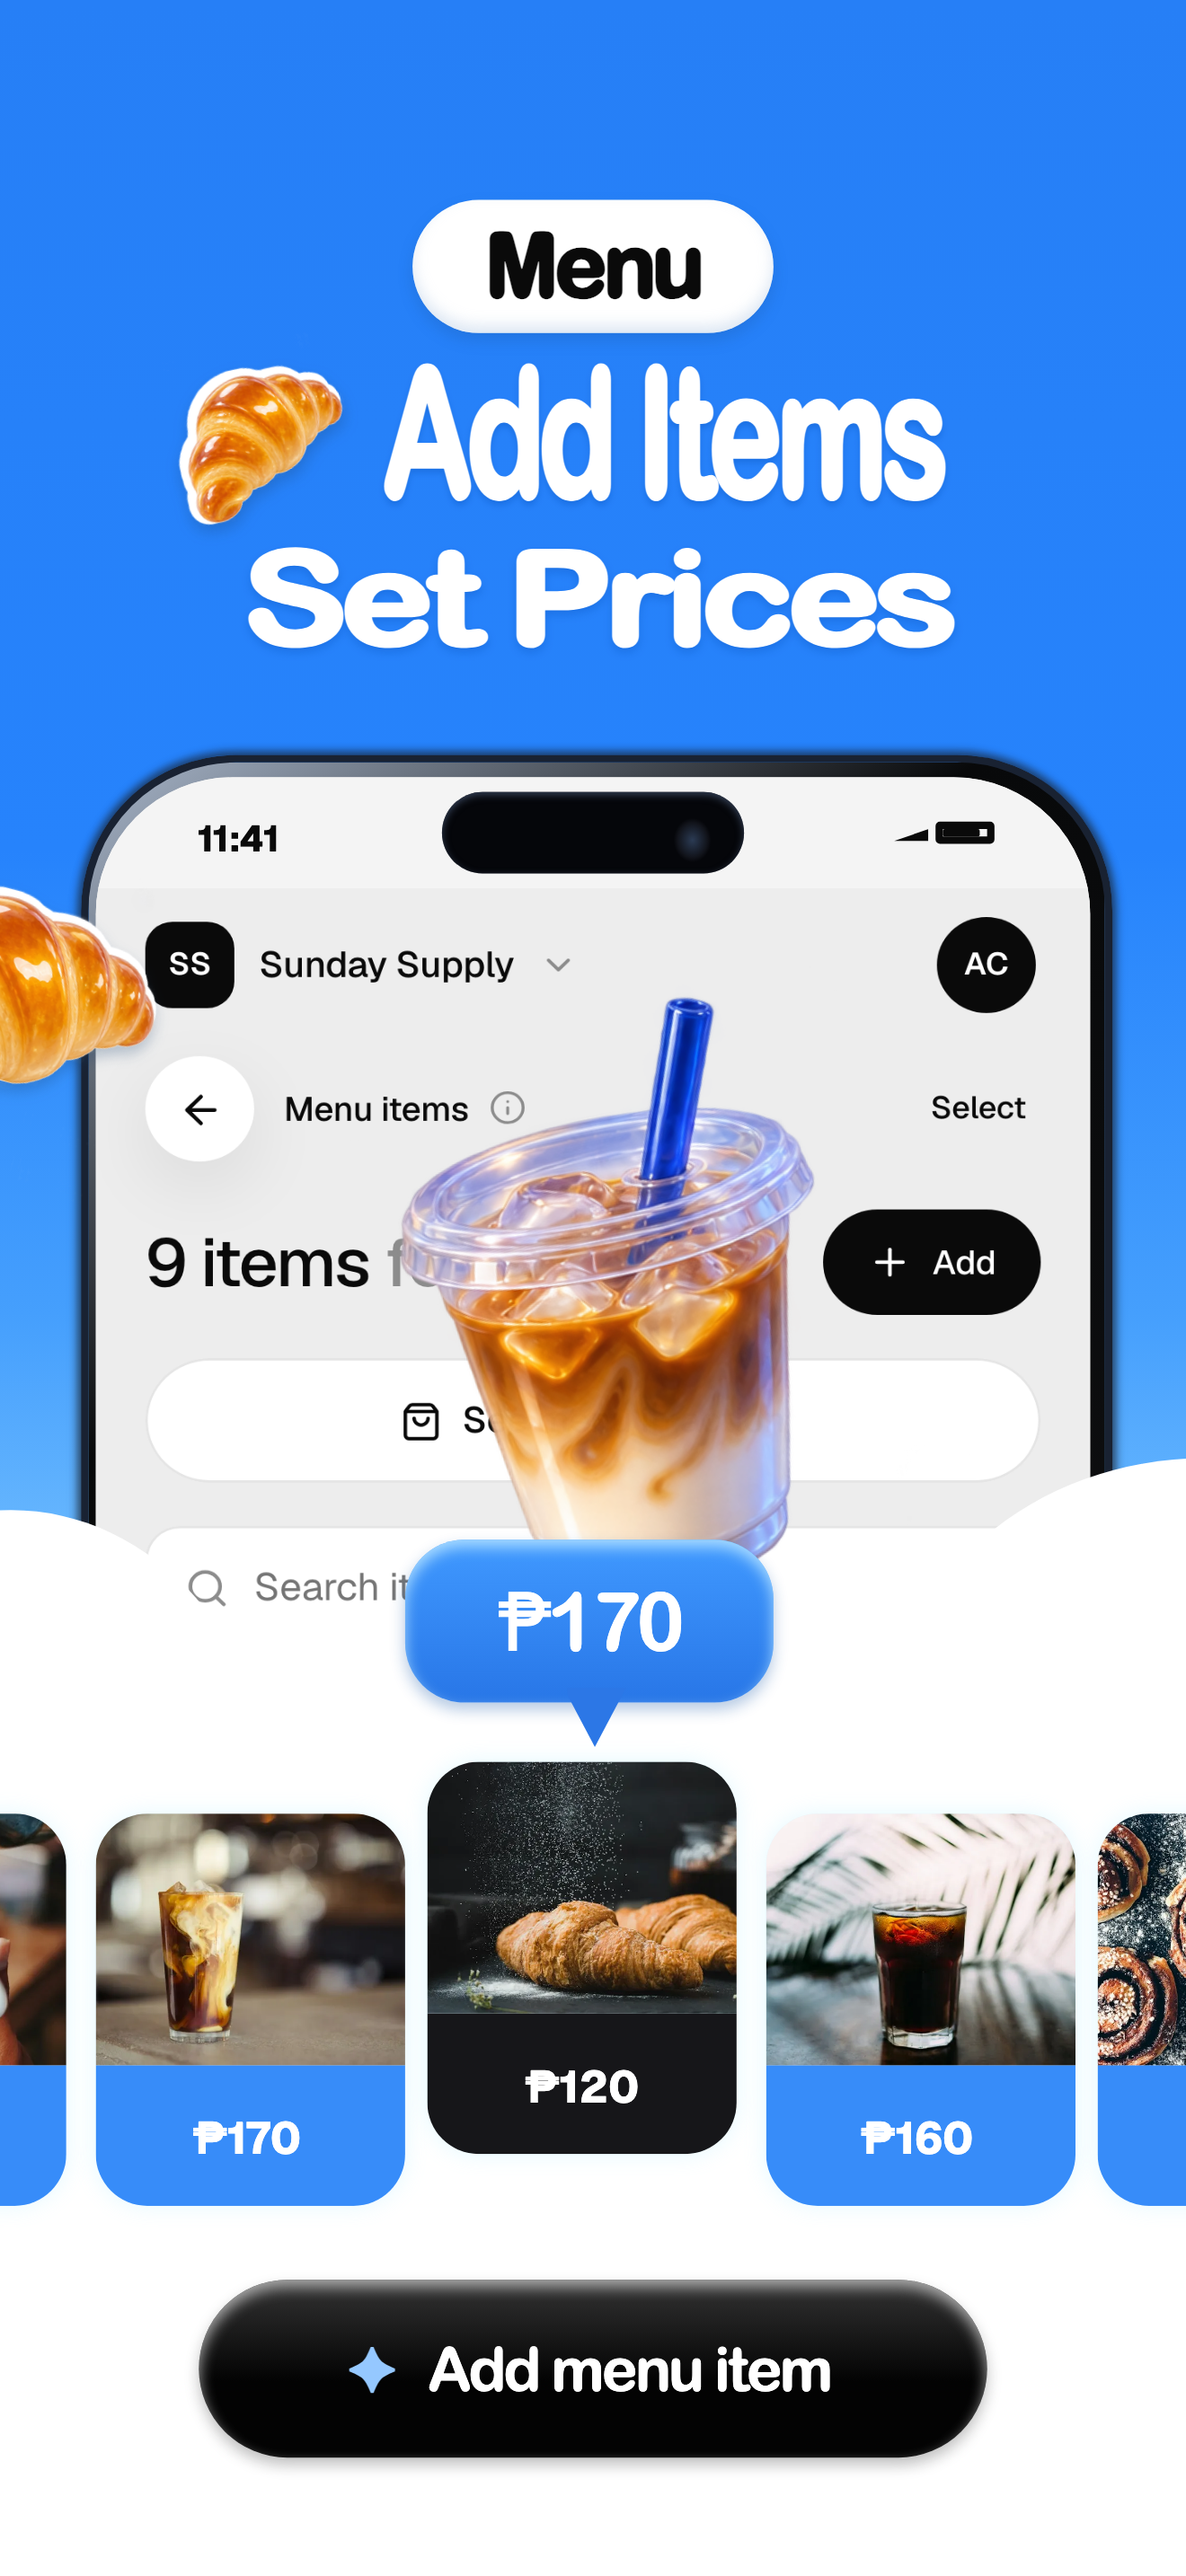 Menu
Add Items
Set Prices
11:41
SS Sunday Supply AC
Menu items Select
9 items
Add
Search
₱170
₱170
₱120
₱160
Add menu item